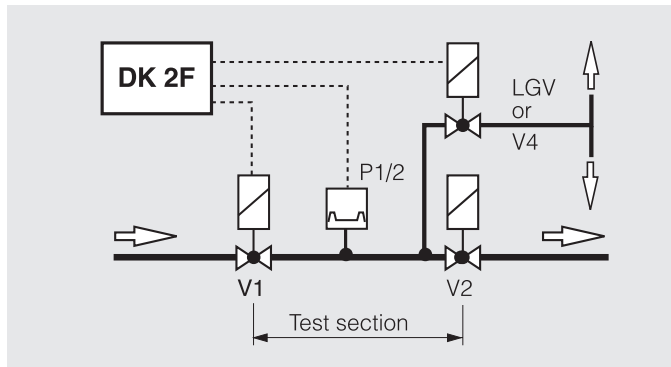 DK 2F
LGV
or
V4
P1/2
V1
V2
Test section